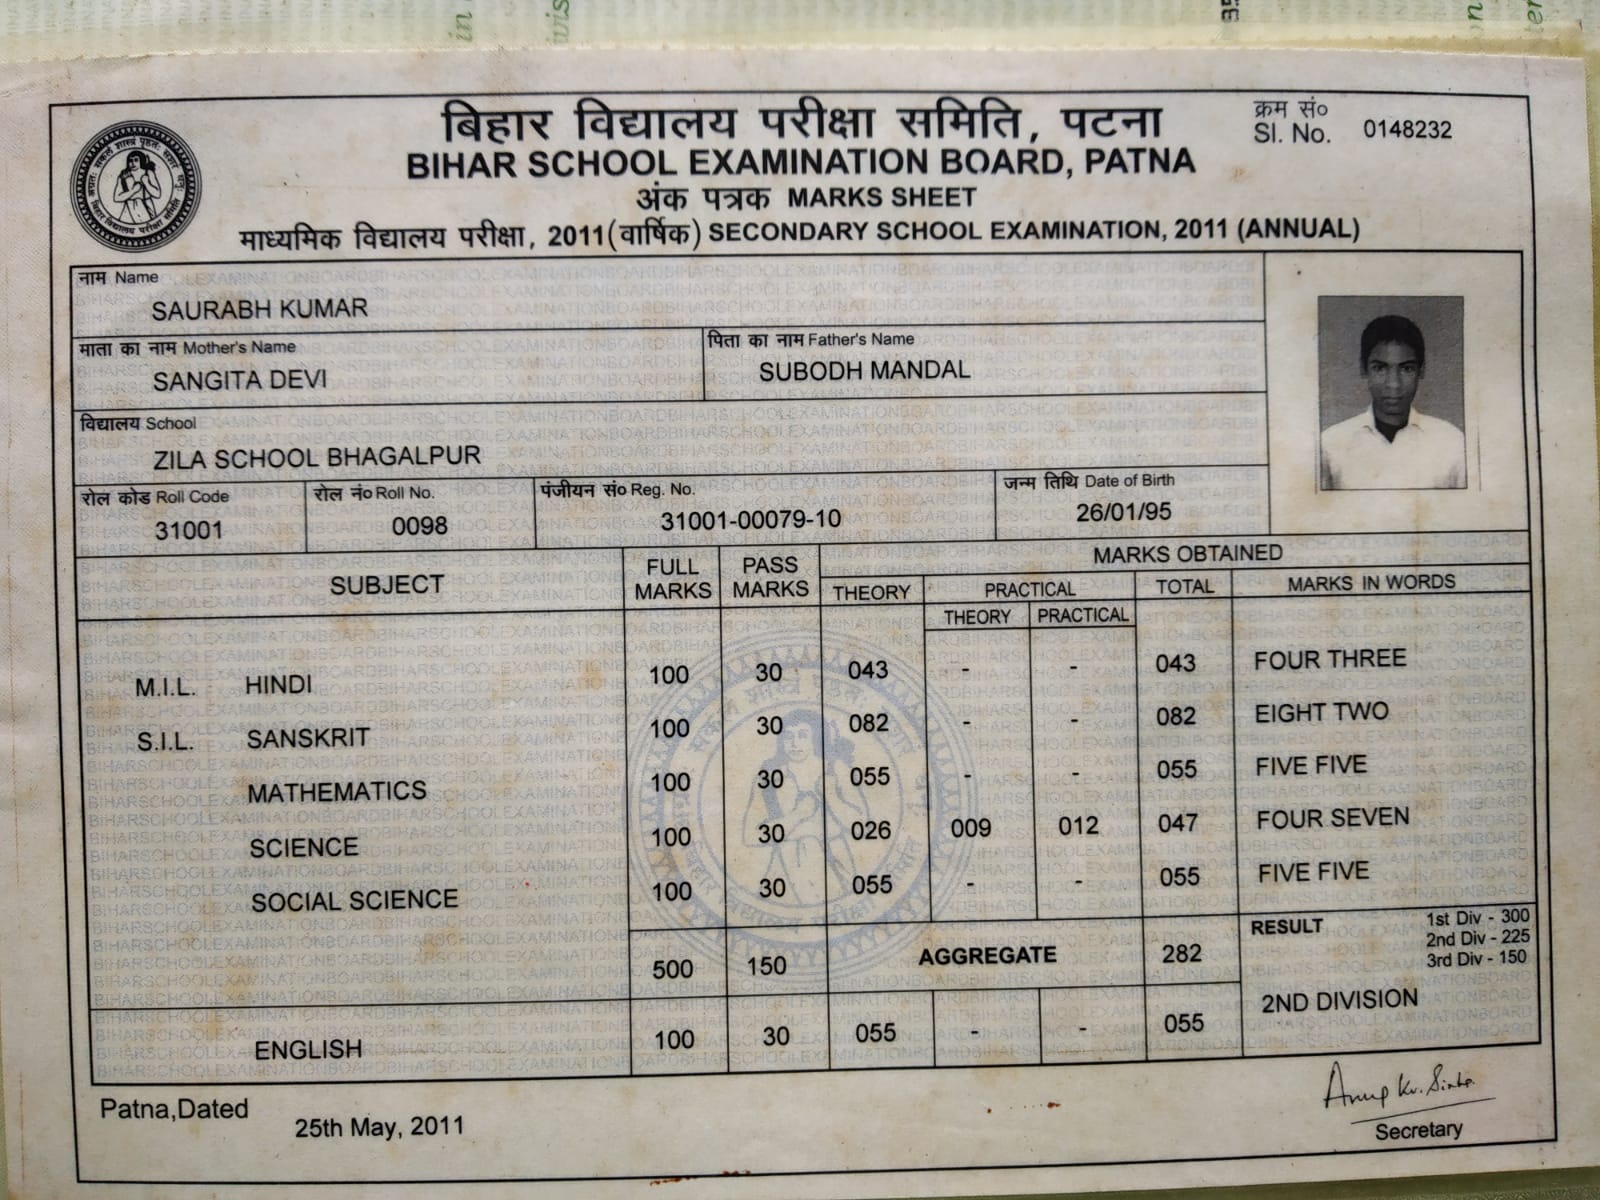 बिहार विद्यालय परीक्षा समिति, पटना
क्रम सं०
Sl. No. 0148232
BIHAR SCHOOL EXAMINATION BOARD, PATNA
अंक पत्रक MARKS SHEET
माध्यमिक विद्यालय परीक्षा, 2011(वार्षिक) SECONDARY SCHOOL EXAMINATION, 2011 (ANNUAL)
नाम Name
SAURABH KUMAR
माता का नाम Mother's Name पिता का नाम Father's Name
SANGITA DEVI SUBODH MANDAL
विद्यालय School
ZILA SCHOOL BHAGALPUR
रोल कोड Roll Code रोल नं० Roll No. पंजीयन सं० Reg. No. जन्म तिथि Date of Birth
31001 0098 31001-00079-10 26/01/95
SUBJECT FULL MARKS PASS MARKS MARKS OBTAINED
THEORY PRACTICAL TOTAL MARKS IN WORDS
THEORY PRACTICAL
M.I.L. HINDI 100 30 043 - - 043 FOUR THREE
S.I.L. SANSKRIT 100 30 082 - - 082 EIGHT TWO
MATHEMATICS 100 30 055 - - 055 FIVE FIVE
SCIENCE 100 30 026 009 012 047 FOUR SEVEN
SOCIAL SCIENCE 100 30 055 - - 055 FIVE FIVE
500 150 AGGREGATE 282 RESULT
1st Div - 300
2nd Div - 225
3rd Div - 150
2ND DIVISION
ENGLISH 100 30 055 - - 055
Patna,Dated
25th May, 2011
Anup Kr. Sinha
Secretary